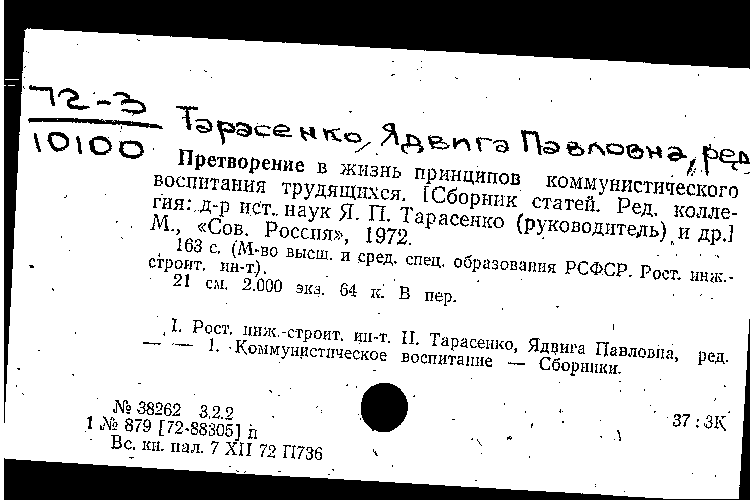 72-3
10100
Тарасенко, Ядвига Павловна, ред
Претворение в жизнь принципов коммунистического
воспитания трудящихся. [Сборник статей. Ред. колле-
гия: д-р ист. наук Я. П. Тарасенко (руководитель) и др.]
М., «Сов. Россия», 1972.
163 с. (М-во высш. и сред. спец. образования РСФСР. Рост. инж.-
строит. ин-т).
21 см. 2.000 экз. 64 к. В пер.
I. Рост. инж.-строит. ин-т. II. Тарасенко, Ядвига Павловна, ред.
— — 1. Коммунистическое воспитание — Сборники.
№ 38262 3.2.2
37 : 3К
1 № 879 [72-88305] п
Вс. кн. пал. 7 XII 72 П736